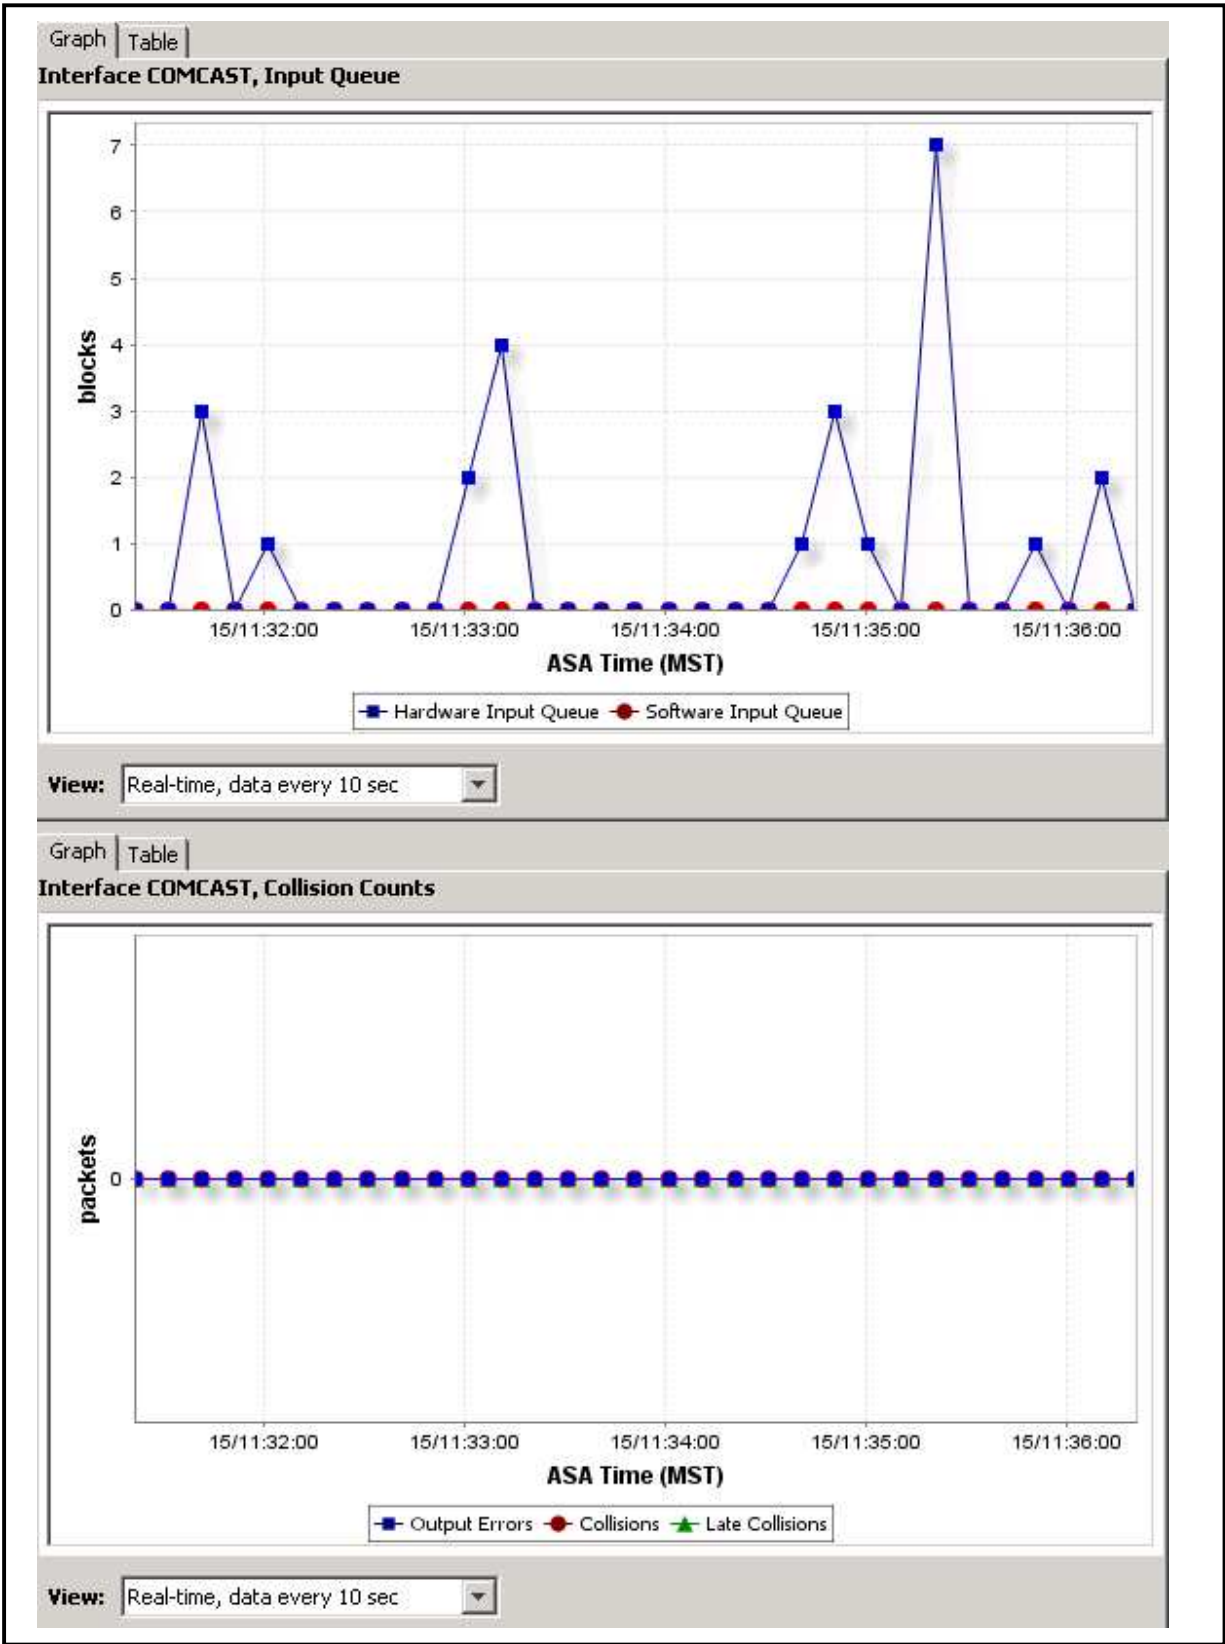 Graph Table
Interface COMCAST, Input Queue
7
6
5
4
3
2
1
0
blocks
15/11:32:00 15/11:33:00 15/11:34:00 15/11:35:00 15/11:36:00
ASA Time (MST)
Hardware Input Queue Software Input Queue
View: Real-time, data every 10 sec
Graph Table
Interface COMCAST, Collision Counts
packets
0
15/11:32:00 15/11:33:00 15/11:34:00 15/11:35:00 15/11:36:00
ASA Time (MST)
Output Errors Collisions Late Collisions
View: Real-time, data every 10 sec